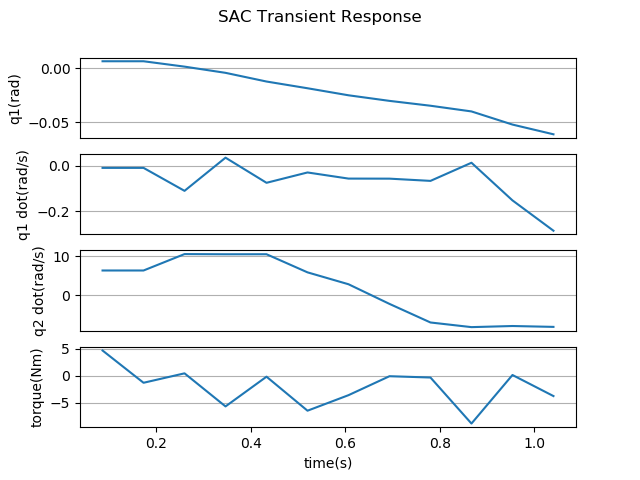 SAC Transient Response
q1(rad)
0.00
−0.05
q1 dot(rad/s)
0.0
−0.2
q2 dot(rad/s)
10
0
torque(Nm)
5
0
−5
0.2 0.4 0.6 0.8 1.0
time(s)